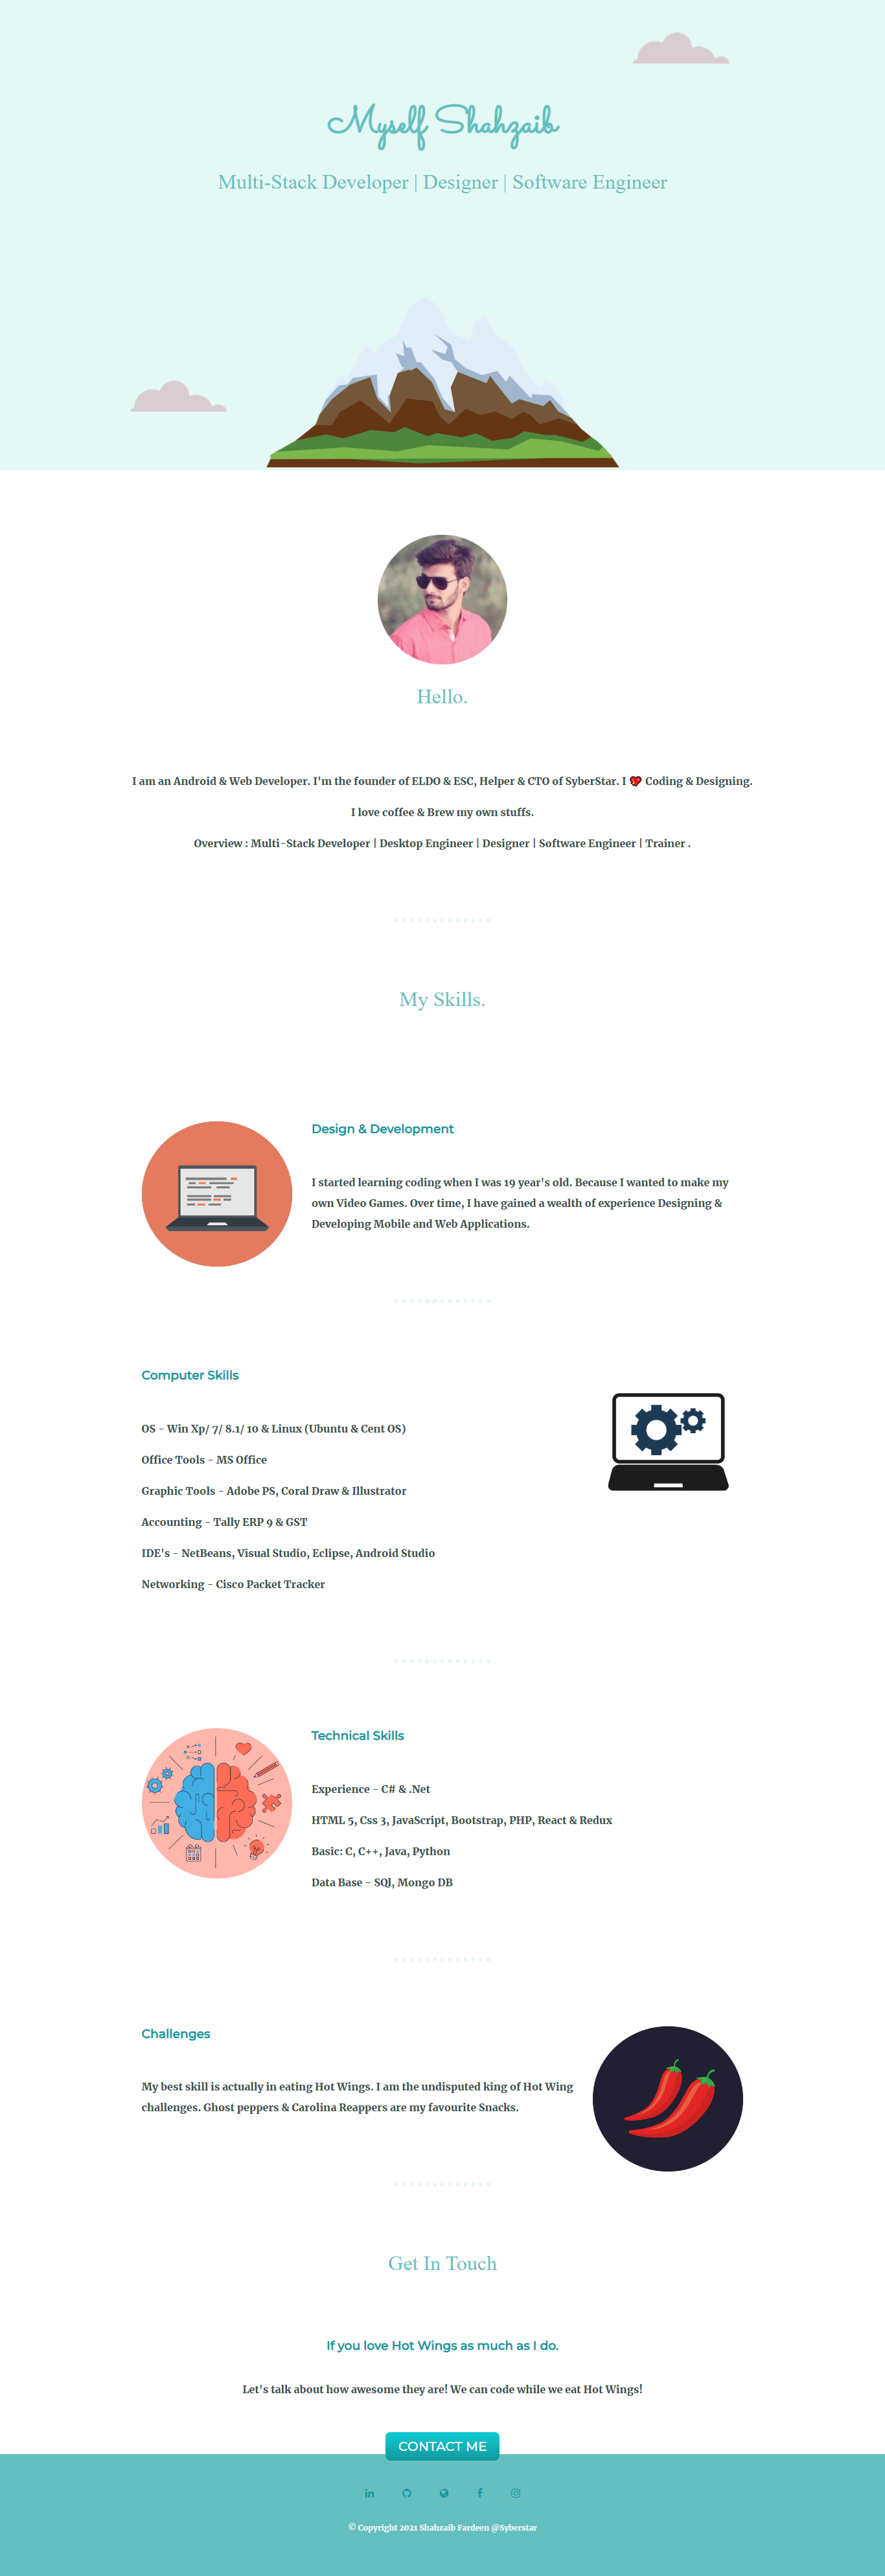 Myself Shahzaib
Multi-Stack Developer | Designer | Software Engineer
Hello.
I am an Android & Web Developer. I'm the founder of ELDO & ESC, Helper & CTO of SyberStar. I 💘 Coding & Designing.
I love coffee & Brew my own stuffs.
Overview : Multi-Stack Developer | Desktop Engineer | Designer | Software Engineer | Trainer .
My Skills.
Design & Development
I started learning coding when I was 19 year's old. Because I wanted to make my
own Video Games. Over time, I have gained a wealth of experience Designing &
Developing Mobile and Web Applications.
Computer Skills
OS - Win Xp/ 7/ 8.1/ 10 & Linux (Ubuntu & Cent OS)
Office Tools - MS Office
Graphic Tools - Adobe PS, Coral Draw & Illustrator
Accounting - Tally ERP 9 & GST
IDE's - NetBeans, Visual Studio, Eclipse, Android Studio
Networking - Cisco Packet Tracker
Technical Skills
Experience - C# & .Net
HTML 5, Css 3, JavaScript, Bootstrap, PHP, React & Redux
Basic: C, C++, Java, Python
Data Base - SQl, Mongo DB
Challenges
My best skill is actually in eating Hot Wings. I am the undisputed king of Hot Wing
challenges. Ghost peppers & Carolina Reappers are my favourite Snacks.
Get In Touch
If you love Hot Wings as much as I do.
Let's talk about how awesome they are! We can code while we eat Hot Wings!
CONTACT ME
© Copyright 2021 Shahzaib Fardeen @Syberstar